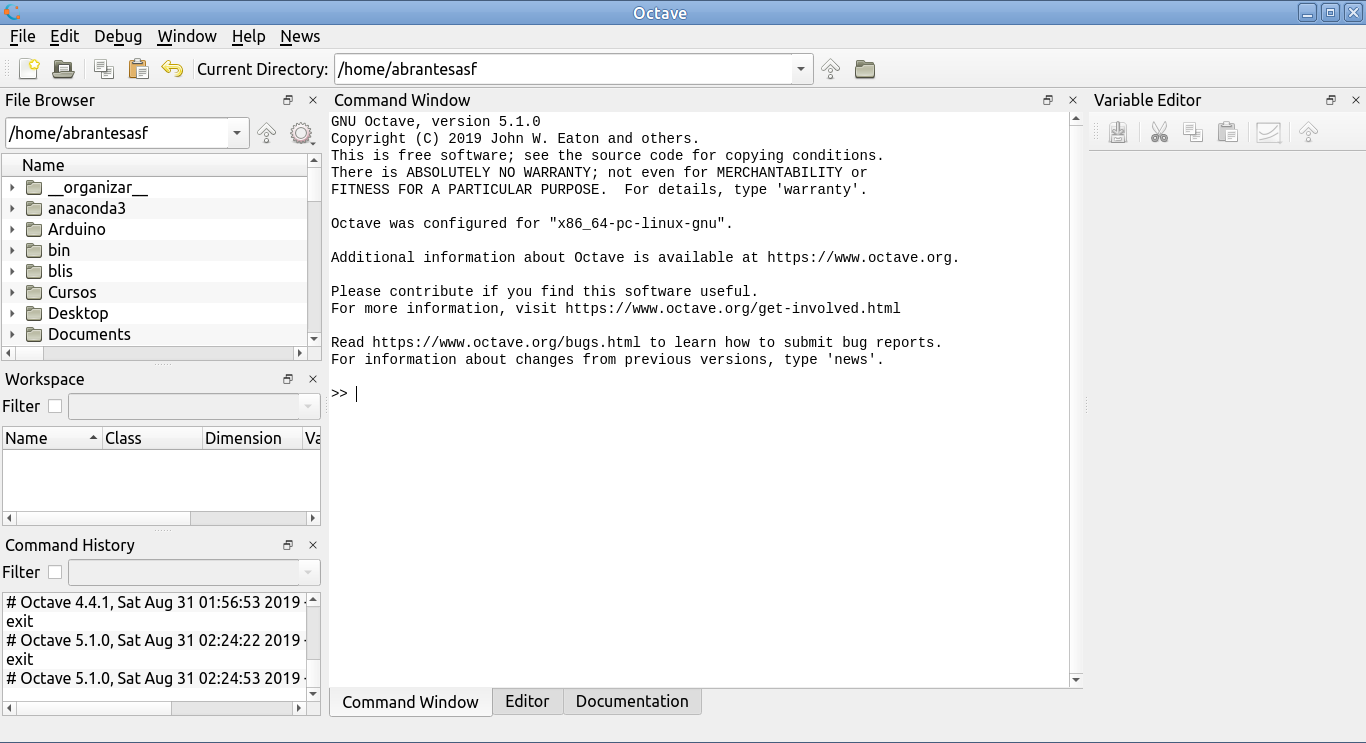 Octave
File Edit Debug Window Help News
Current Directory: /home/abrantesasf
File Browser
/home/abrantesasf
Name
__organizar__
anaconda3
Arduino
bin
blis
Cursos
Desktop
Documents
Workspace
Filter
Name Class Dimension Va
Command History
Filter
# Octave 4.4.1, Sat Aug 31 01:56:53 2019 -
exit
# Octave 5.1.0, Sat Aug 31 02:24:22 2019 -
exit
# Octave 5.1.0, Sat Aug 31 02:24:53 2019 -
Command Window
GNU Octave, version 5.1.0
Copyright (C) 2019 John W. Eaton and others.
This is free software; see the source code for copying conditions.
There is ABSOLUTELY NO WARRANTY; not even for MERCHANTABILITY or
FITNESS FOR A PARTICULAR PURPOSE.  For details, type 'warranty'.
Octave was configured for "x86_64-pc-linux-gnu".
Additional information about Octave is available at https://www.octave.org.
Please contribute if you find this software useful.
For more information, visit https://www.octave.org/get-involved.html
Read https://www.octave.org/bugs.html to learn how to submit bug reports.
For information about changes from previous versions, type 'news'.
>>
Command Window Editor Documentation
Variable Editor